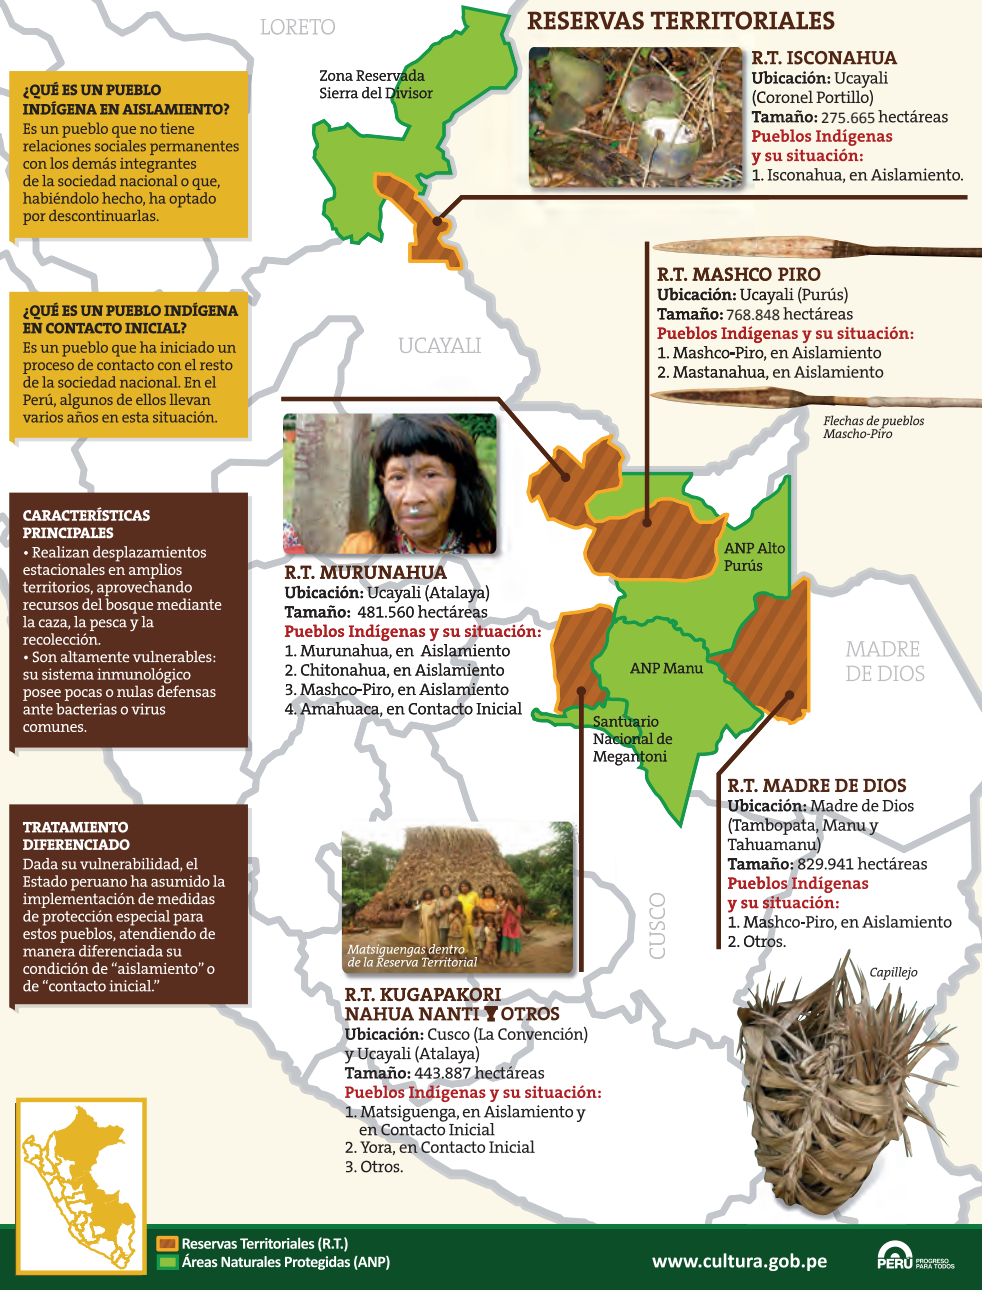 LORETO
RESERVAS TERRITORIALES
Zona Reservada
Sierra del Divisor
R.T. ISCONAHUA
Ubicación: Ucayali
(Coronel Portillo)
Tamaño: 275.665 hectáreas
Pueblos Indígenas
y su situación:
1. Isconahua, en Aislamiento.
¿QUÉ ES UN PUEBLO
INDÍGENA EN AISLAMIENTO?
Es un pueblo que no tiene
relaciones sociales permanentes
con los demás integrantes
de la sociedad nacional o que,
habiéndolo hecho, ha optado
por descontinuarlas.
R.T. MASHCO PIRO
Ubicación: Ucayali (Purús)
Tamaño: 768.848 hectáreas
Pueblos Indígenas y su situación:
1. Mashco-Piro, en Aislamiento
2. Mastanahua, en Aislamiento
Flechas de pueblos
Mascho-Piro
¿QUÉ ES UN PUEBLO INDÍGENA
EN CONTACTO INICIAL?
Es un pueblo que ha iniciado un
proceso de contacto con el resto
de la sociedad nacional. En el
Perú, algunos de ellos llevan
varios años en esta situación.
UCAYALI
CARACTERÍSTICAS
PRINCIPALES
• Realizan desplazamientos
estacionales en amplios
territorios, aprovechando
recursos del bosque mediante
la caza, la pesca y la
recolección.
• Son altamente vulnerables:
su sistema inmunológico
posee pocas o nulas defensas
ante bacterias o virus
comunes.
R.T. MURUNAHUA
Ubicación: Ucayali (Atalaya)
Tamaño: 481.560 hectáreas
Pueblos Indígenas y su situación:
1. Murunahua, en Aislamiento
2. Chitonahua, en Aislamiento
3. Mashco-Piro, en Aislamiento
4. Amahuaca, en Contacto Inicial
ANP Alto
Purús
ANP Manu
MADRE
DE DIOS
Santuario
Nacional de
Megantoni
R.T. MADRE DE DIOS
Ubicación: Madre de Dios
(Tambopata, Manu y
Tahuamanu)
Tamaño: 829.941 hectáreas
Pueblos Indígenas
y su situación:
1. Mashco-Piro, en Aislamiento
2. Otros.
Capillejo
TRATAMIENTO
DIFERENCIADO
Dada su vulnerabilidad, el
Estado peruano ha asumido la
implementación de medidas
de protección especial para
estos pueblos, atendiendo de
manera diferenciada su
condición de “aislamiento” o
de “contacto inicial.”
CUSCO
Matsiguengas dentro
de la Reserva Territorial
R.T. KUGAPAKORI
NAHUA NANTI Y OTROS
Ubicación: Cusco (La Convención)
y Ucayali (Atalaya)
Tamaño: 443.887 hectáreas
Pueblos Indígenas y su situación:
1. Matsiguenga, en Aislamiento y
en Contacto Inicial
2. Yora, en Contacto Inicial
3. Otros.
Reservas Territoriales (R.T.)
Áreas Naturales Protegidas (ANP)
www.cultura.gob.pe
PERÚ PROGRESO
PARA TODOS